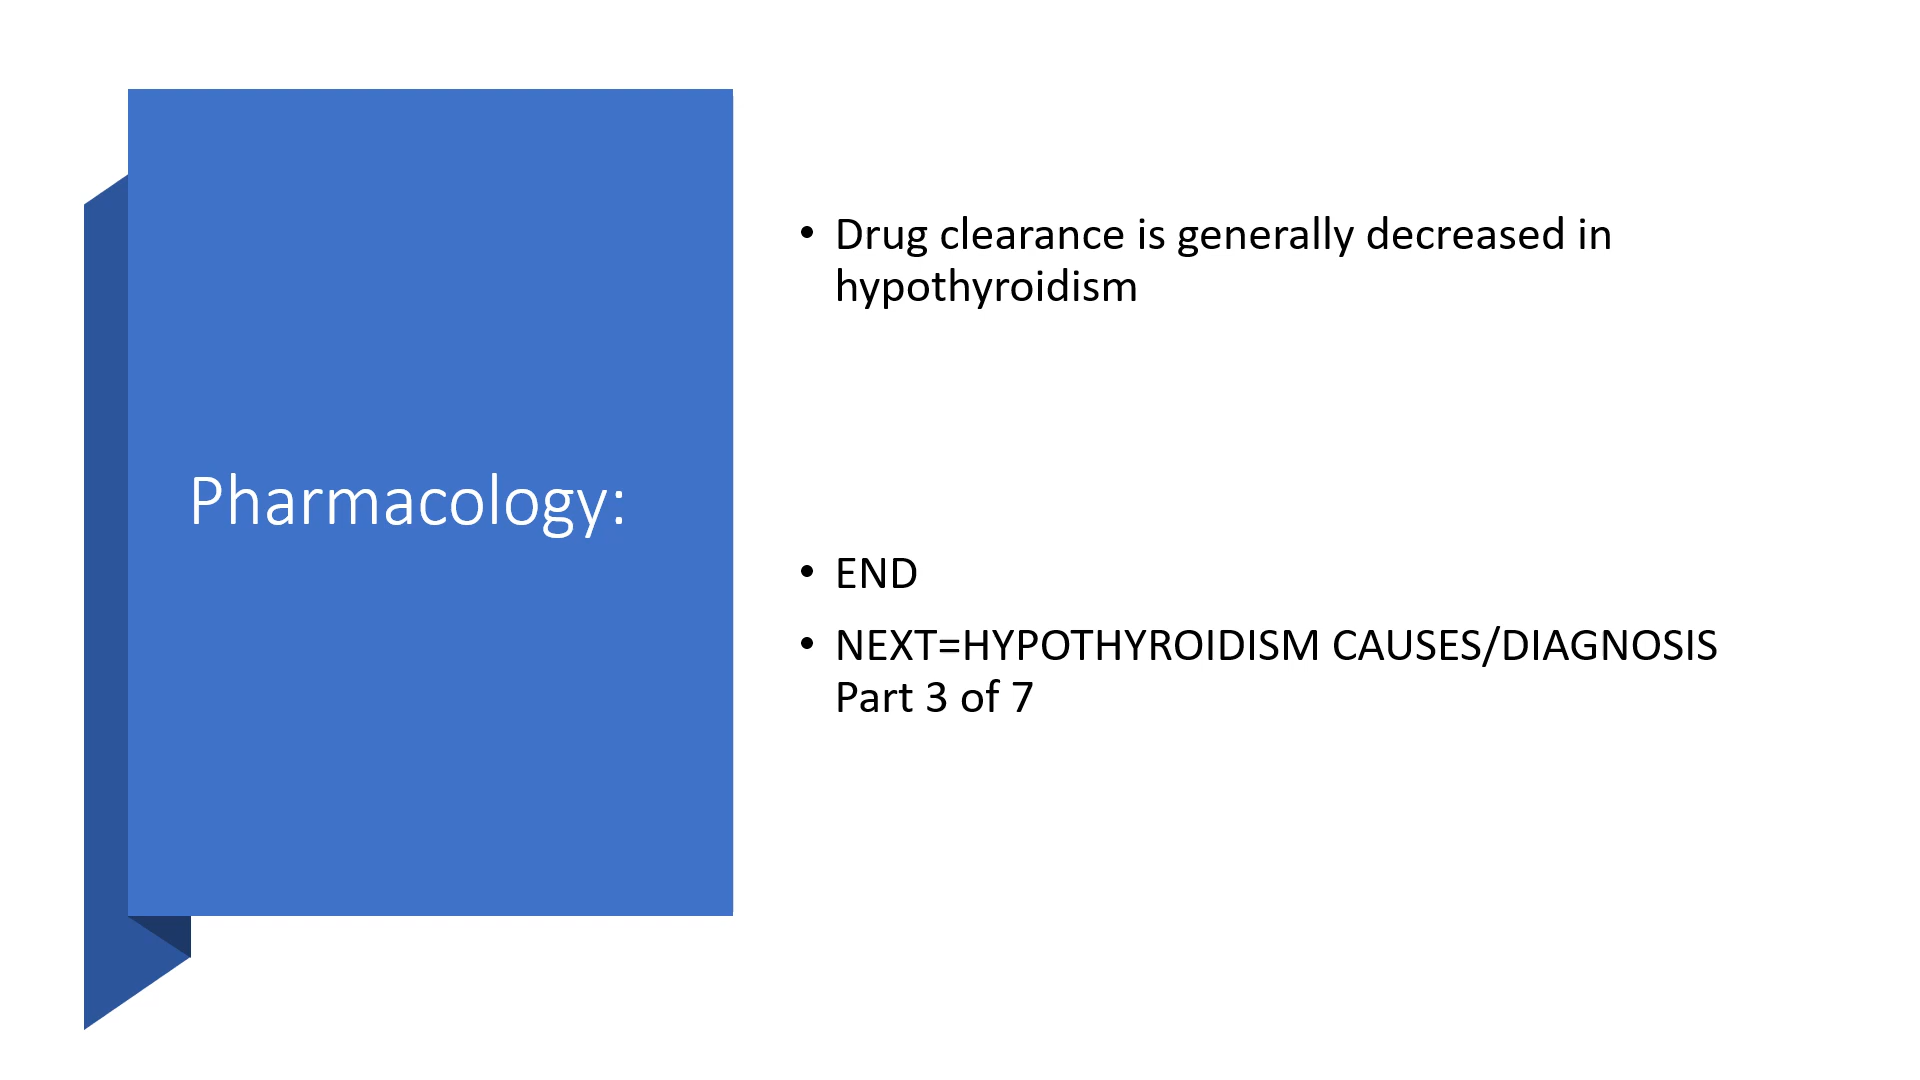 Pharmacology:
• Drug clearance is generally decreased in
hypothyroidism
• END
• NEXT=HYPOTHYROIDISM CAUSES/DIAGNOSIS
Part 3 of 7